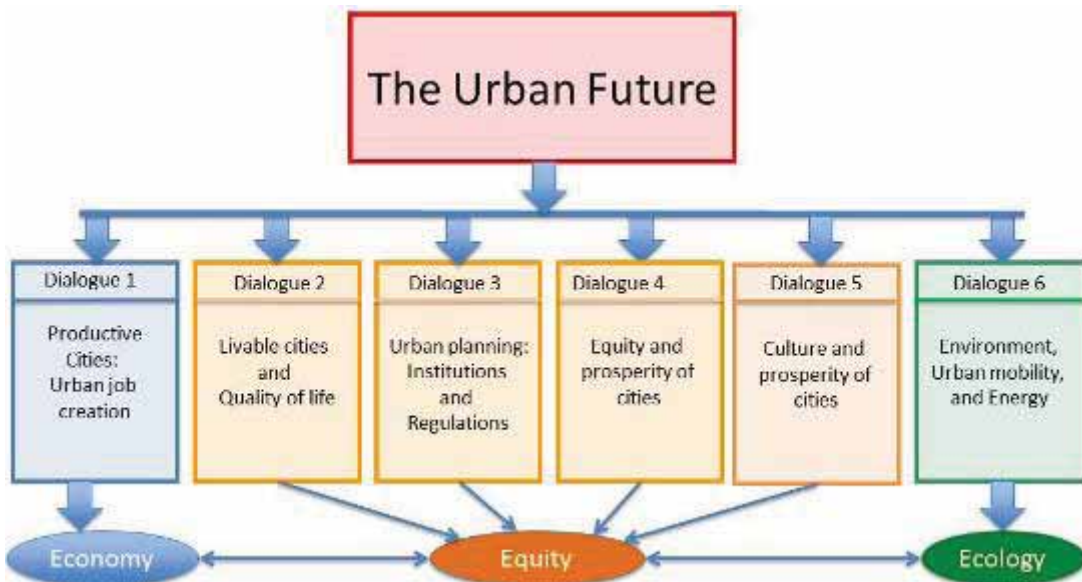 The Urban Future
Dialogue 1
Productive
Cities:
Urban job
creation
Dialogue 2
Livable cities
and
Quality of life
Dialogue 3
Urban planning:
Institutions
and
Regulations
Dialogue 4
Equity and
prosperity of
cities
Dialogue 5
Culture and
prosperity of
cities
Dialogue 6
Environment,
Urban mobility,
and Energy
Economy
Equity
Ecology